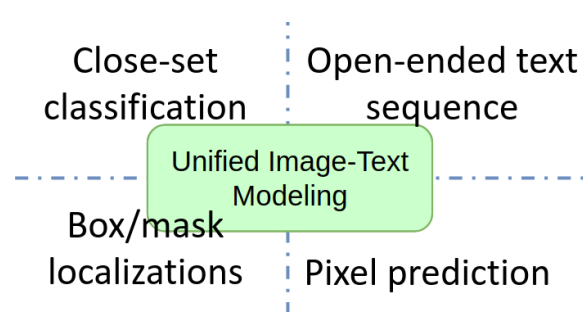 Close-set
classification
Open-ended text
sequence
Unified Image-Text
Modeling
Box/mask
localizations
Pixel prediction